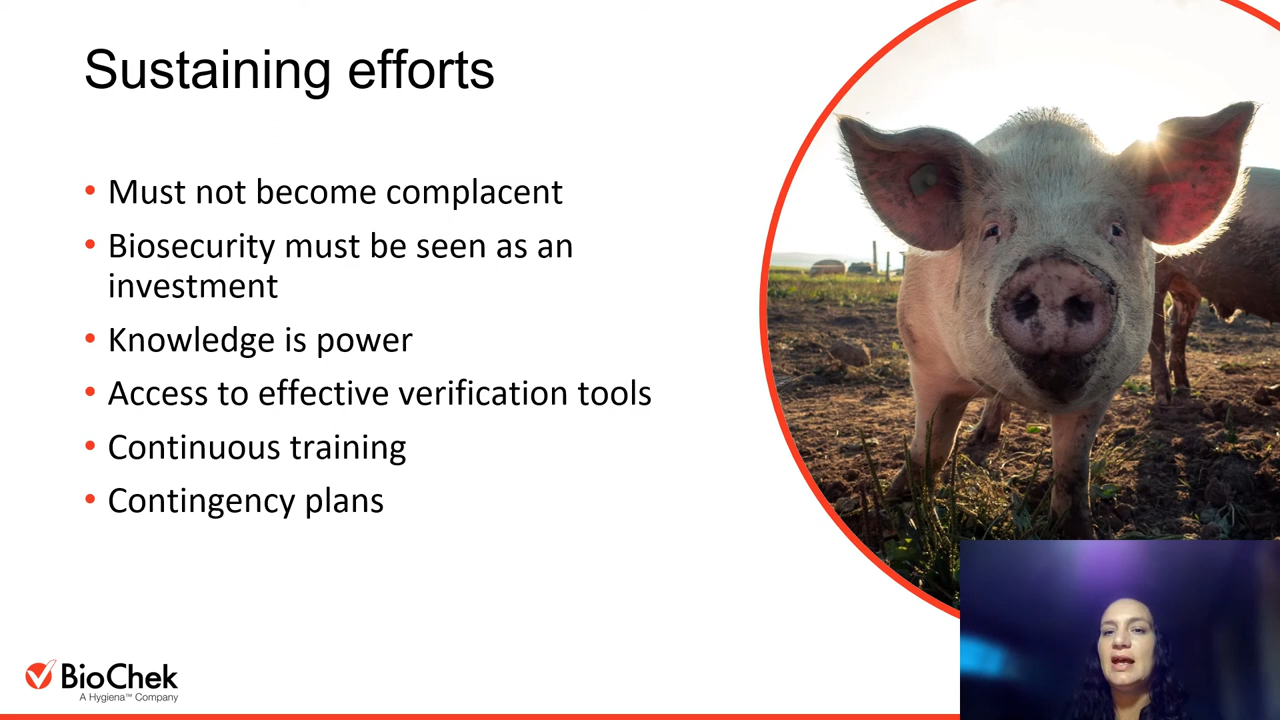 Sustaining efforts
• Must not become complacent
• Biosecurity must be seen as an
investment
• Knowledge is power
• Access to effective verification tools
• Continuous training
• Contingency plans
BioChek
A Hygiena™ Company